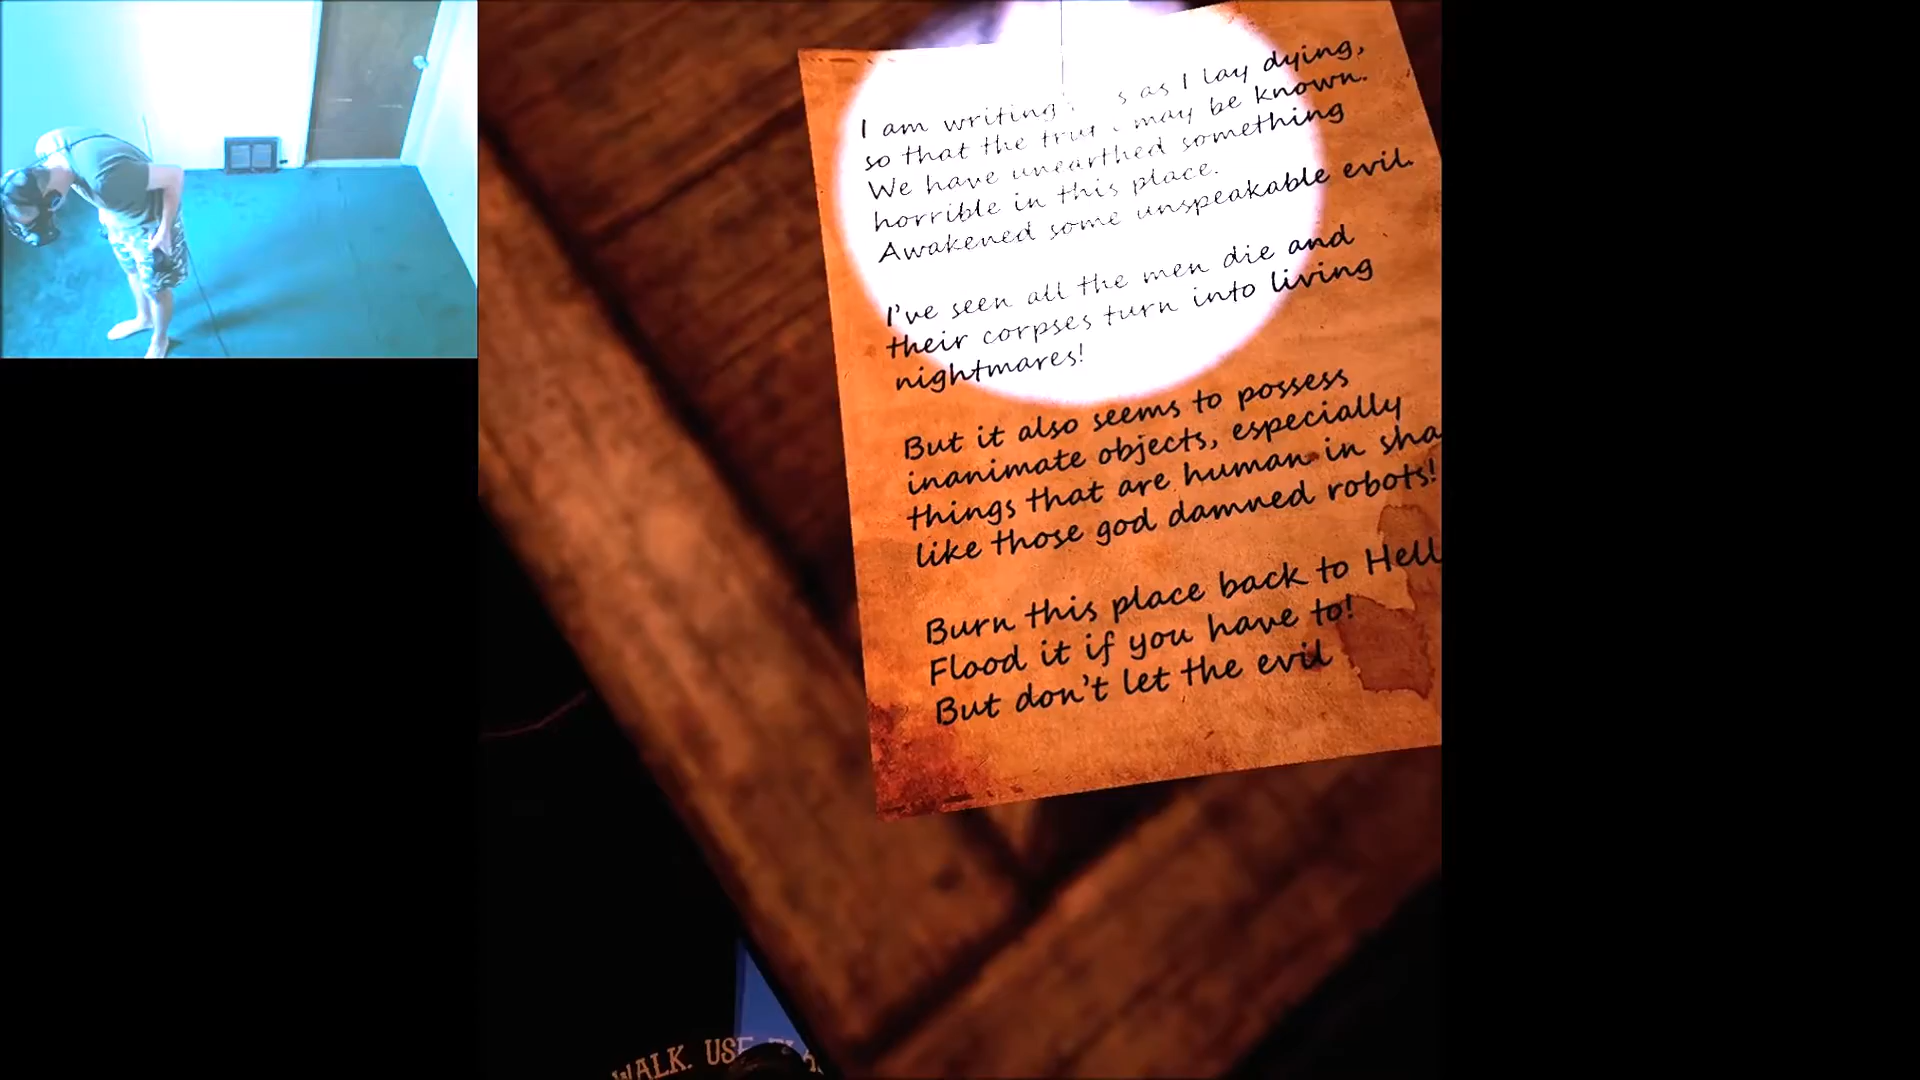 I am writing as I lay dying,
so that the may be known.
We have unearthed something
horrible in this place.
Awakened some unspeakable evil.
I've seen all the men die and
their corpses turn into living
nightmares!
But it also seems to possess
inanimate objects, especially
things that are human in sha
like those god damned robots!
Burn this place back to Hell
Flood it if you have to!
But don't let the evil
WALK. USE